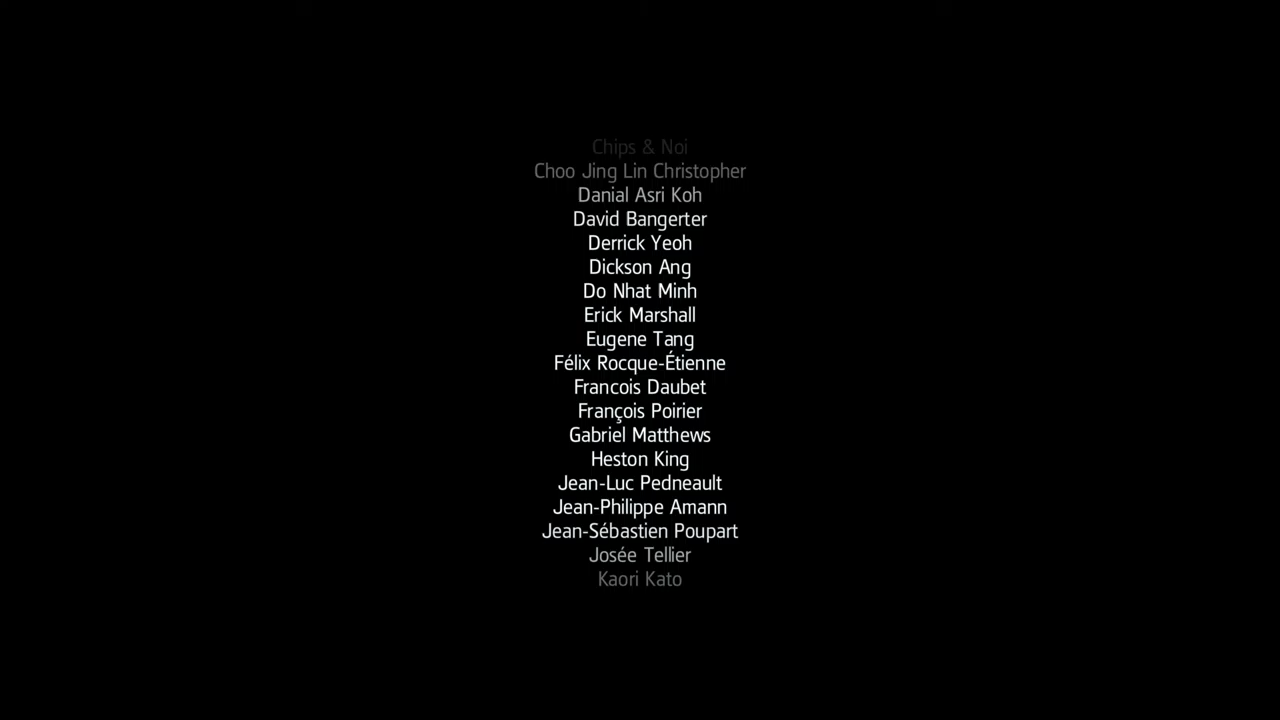 Chips & Noi
Choo Jing Lin Christopher
Danial Asri Koh
David Bangerter
Derrick Yeoh
Dickson Ang
Do Nhat Minh
Erick Marshall
Eugene Tang
Félix Rocque-Étienne
Francois Daubet
François Poirier
Gabriel Matthews
Heston King
Jean-Luc Pedneault
Jean-Philippe Amann
Jean-Sébastien Poupart
Josée Tellier
Kaori Kato